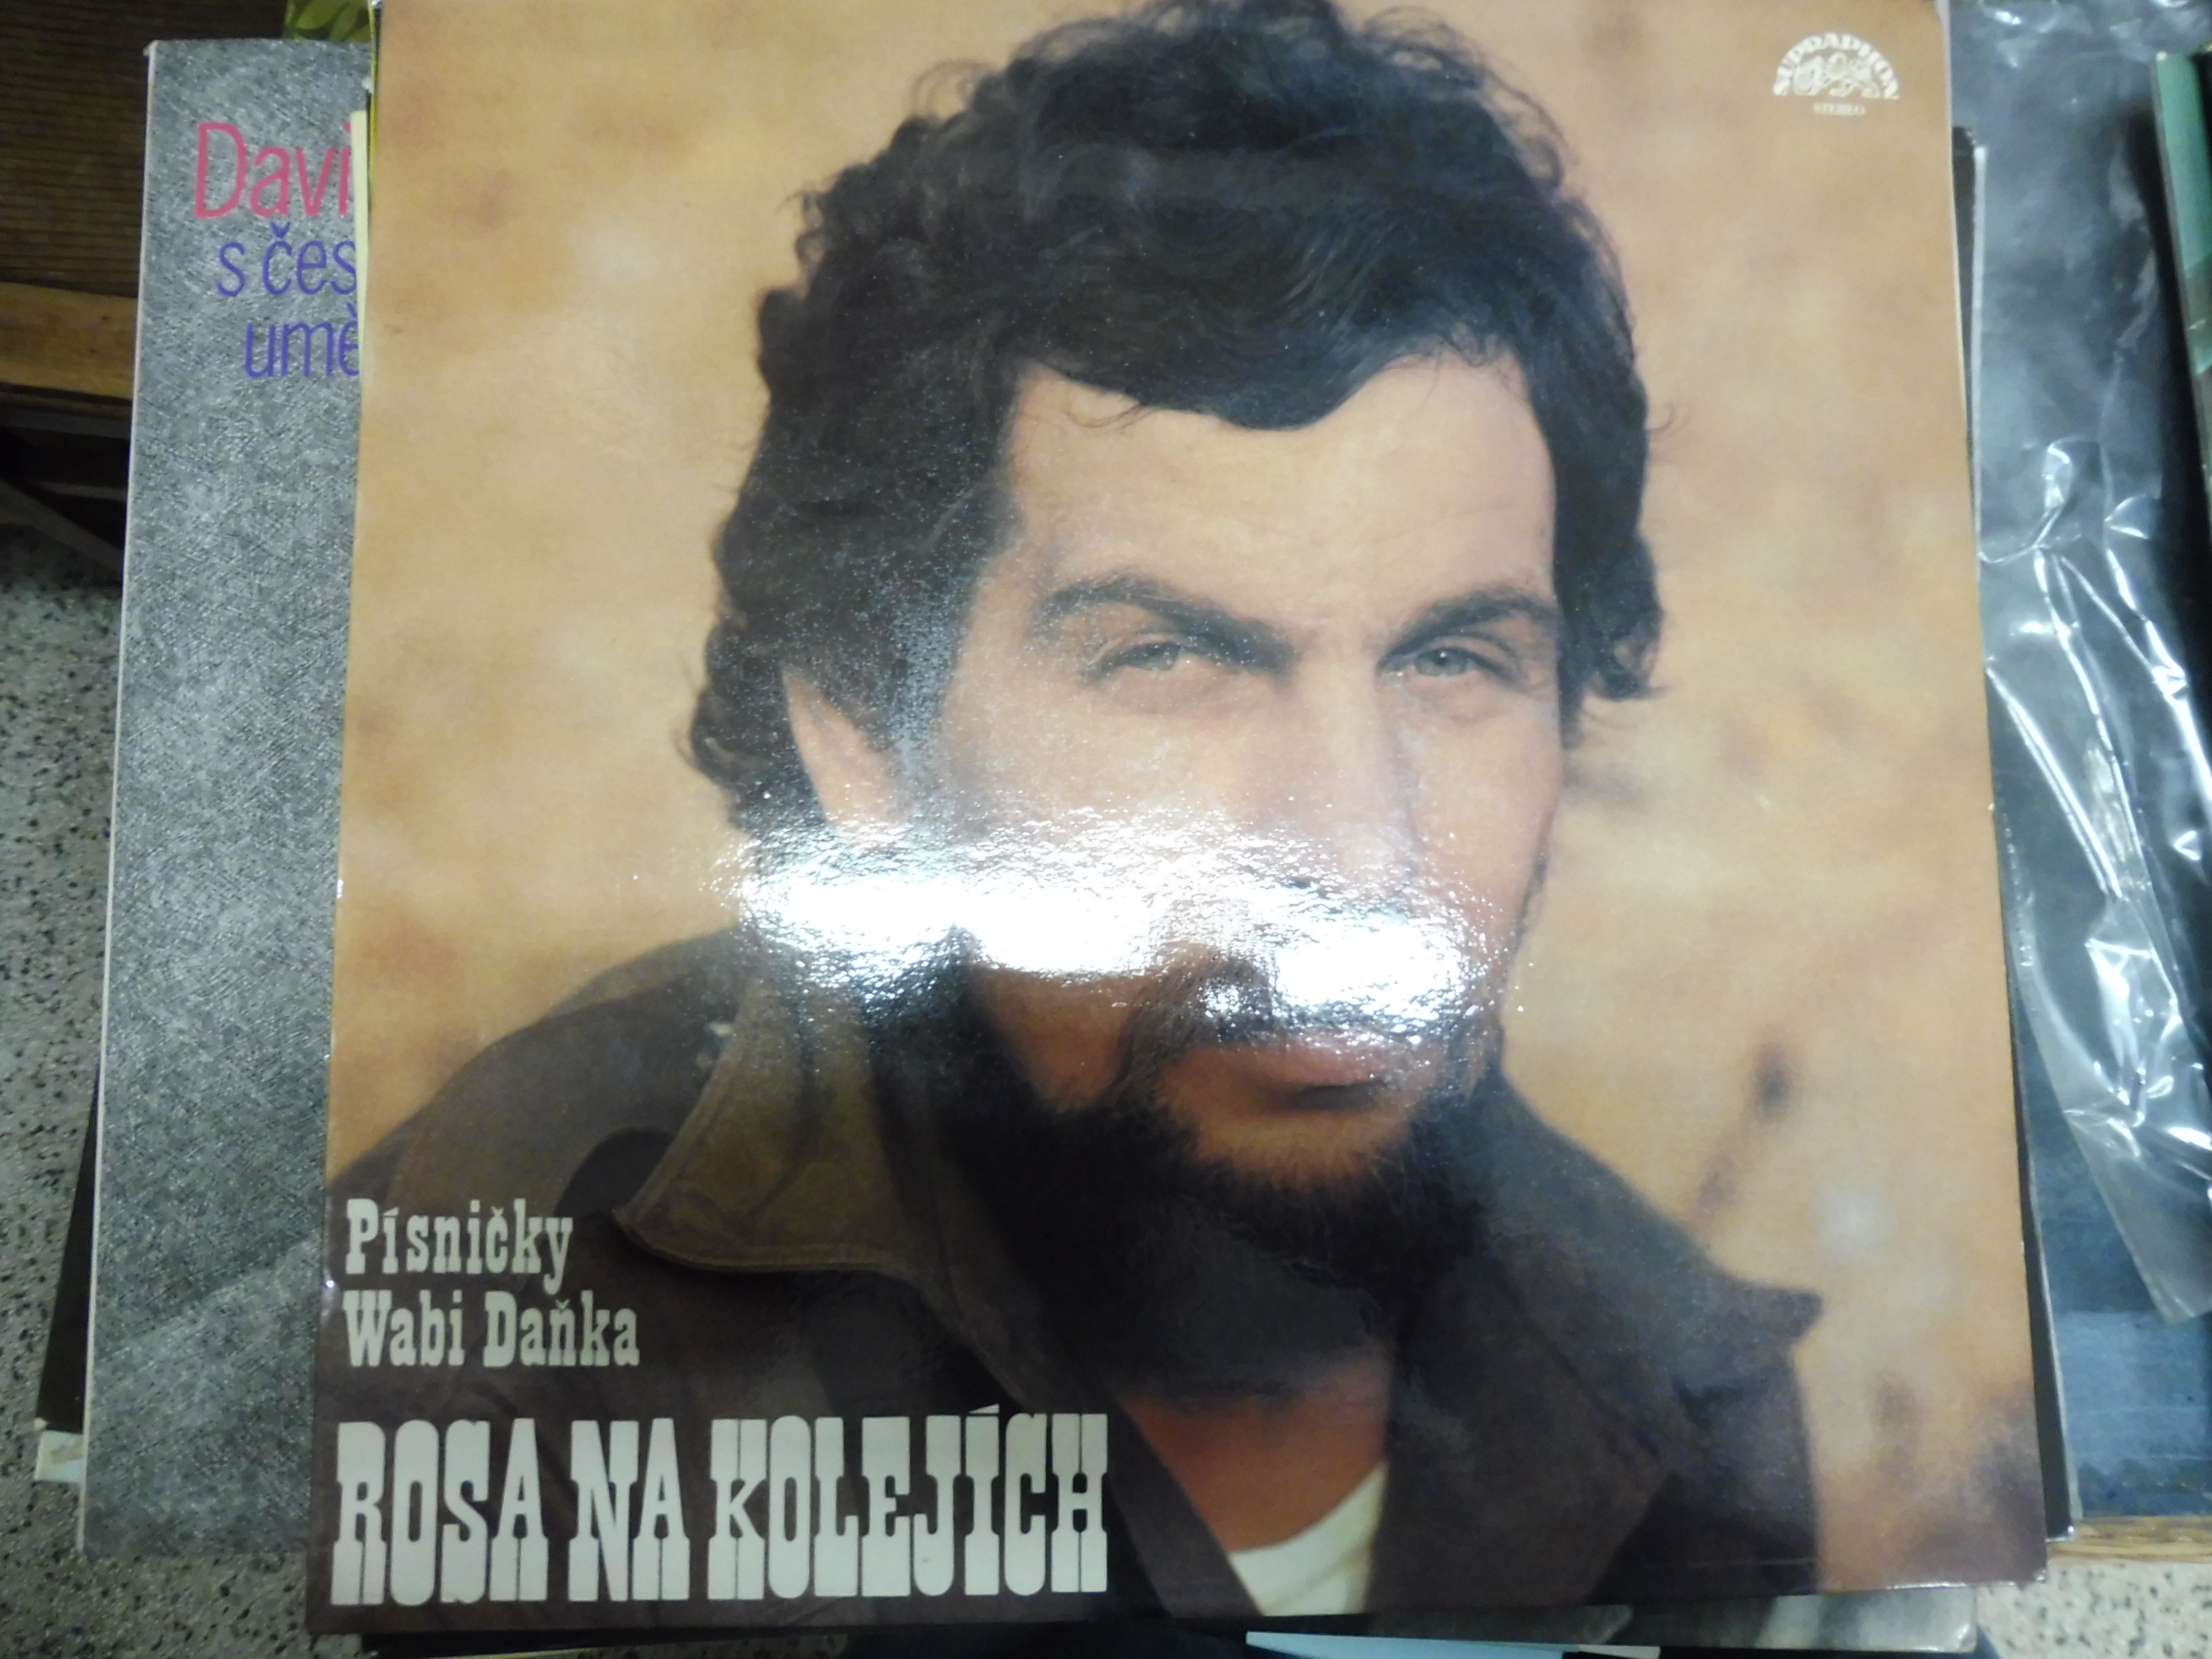 SUPRAPHON
STEREO
Davi
s čes
umě
Písničky
Wabi Daňka
ROSA NA KOLEJÍCH